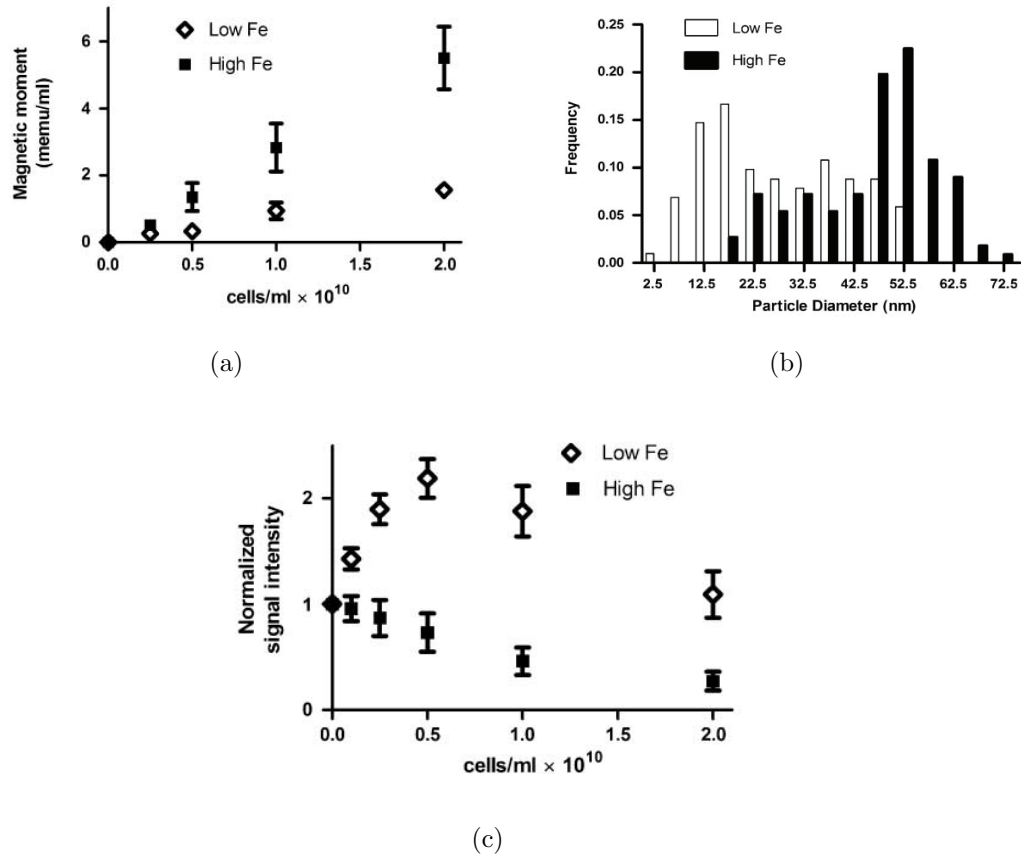 Magnetic moment
(memu/ml)
6
4
2
0
Low Fe
High Fe
0.0 0.5 1.0 1.5 2.0
cells/ml × 10¹⁰
(a)
Frequency
0.25
0.20
0.15
0.10
0.05
0.00
Low Fe
High Fe
2.5 12.5 22.5 32.5 42.5 52.5 62.5 72.5
Particle Diameter (nm)
(b)
Normalized
signal intensity
2
1
0
Low Fe
High Fe
0.0 0.5 1.0 1.5 2.0
cells/ml × 10¹⁰
(c)